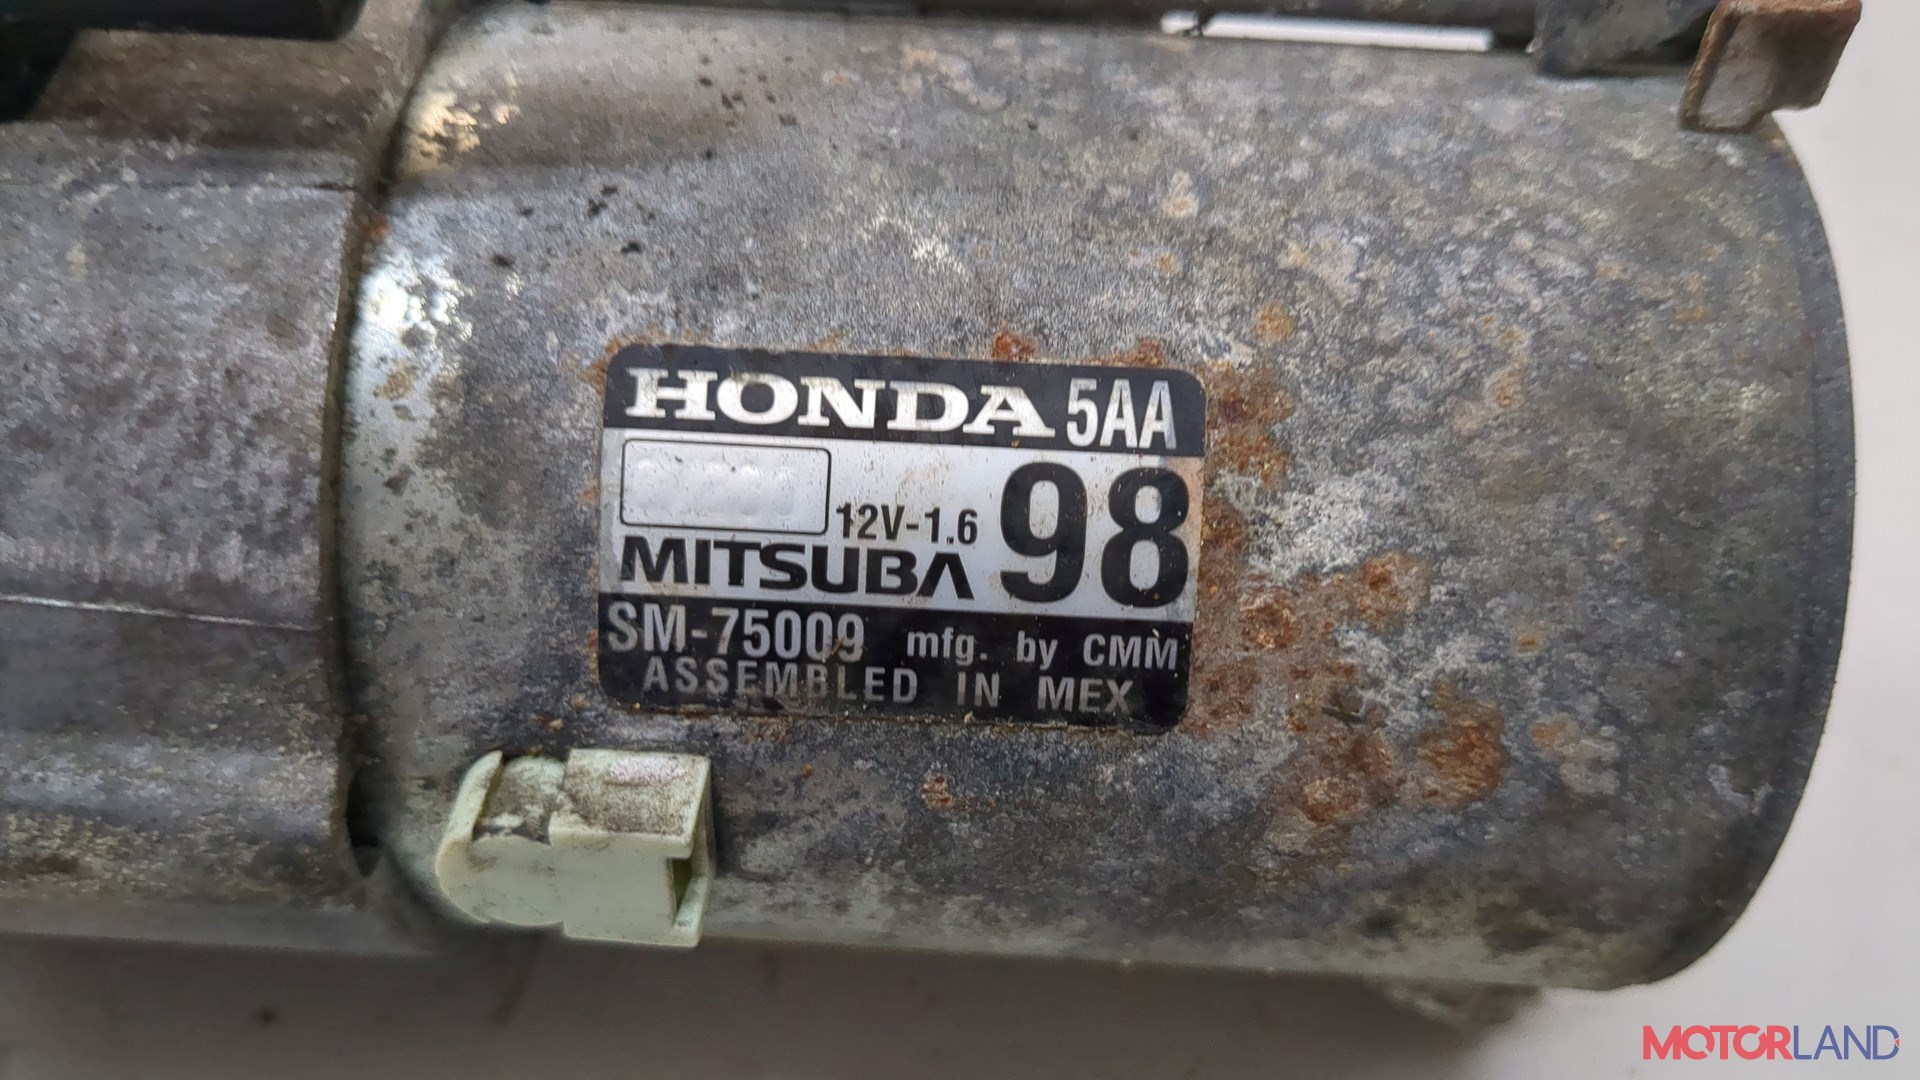 HONDA 5AA
12V-1.6 98
MITSUBA
SM-75009 mfg. by CMM
ASSEMBLED IN MEX
MOTORLAND